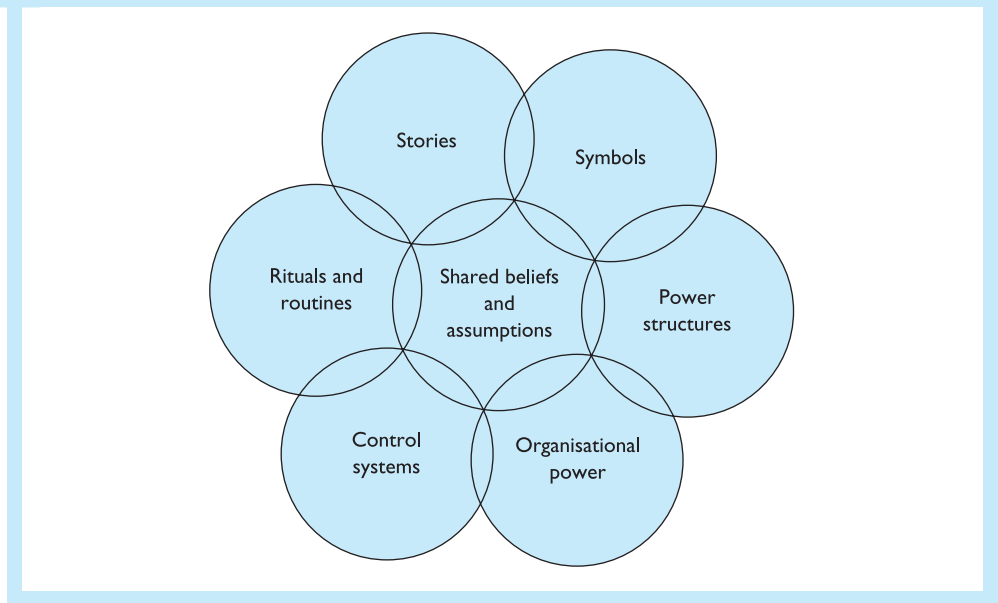 Stories
Symbols
Rituals and
routines
Shared beliefs
and
assumptions
Power
structures
Control
systems
Organisational
power